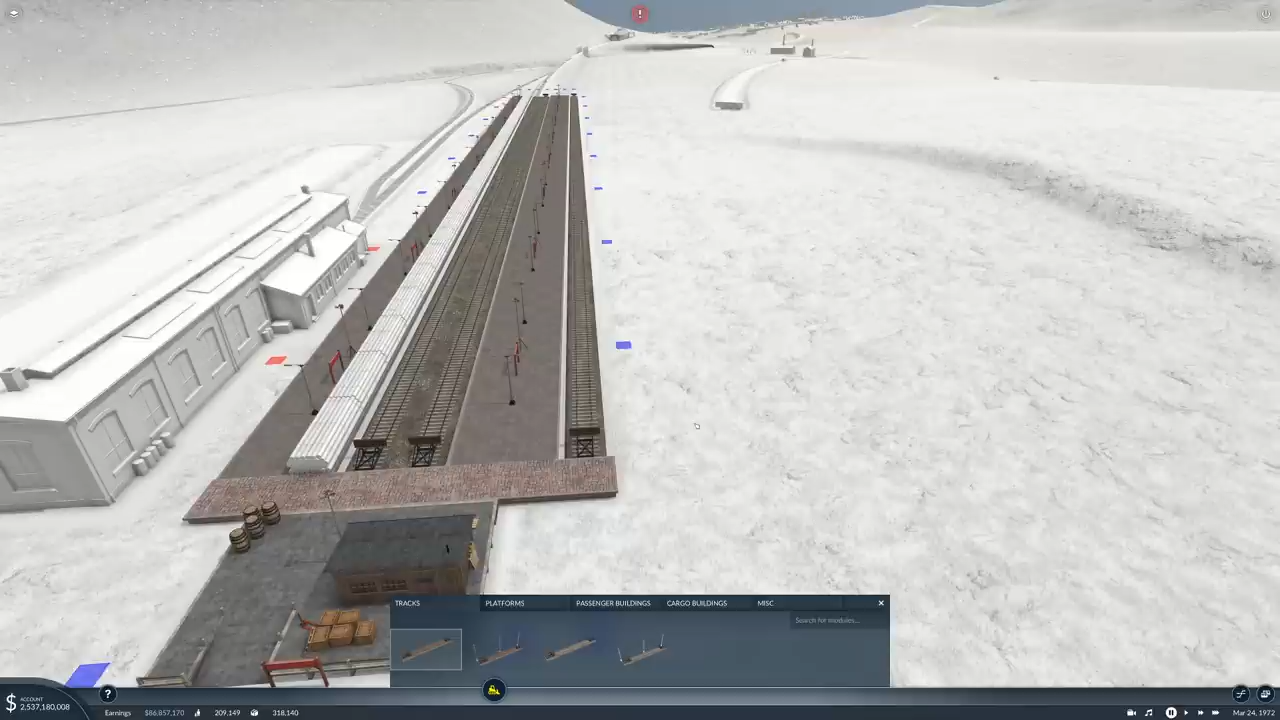 TRACKS
PLATFORMS
PASSENGER BUILDINGS
CARGO BUILDINGS
MISC
Search for modules...
ACCOUNT
$ 2,537,180,008
?
Earnings $86,857,170 209,149 318,140
Mar 24, 1972